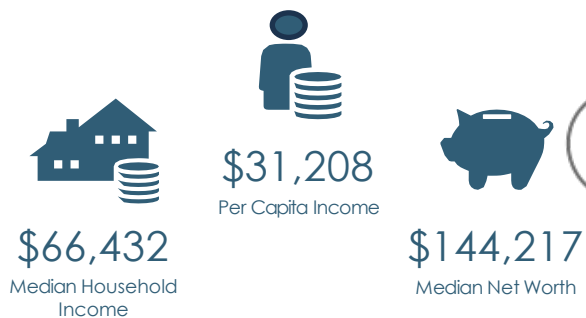 $31,208
Per Capita Income
$66,432
Median Household
Income
$144,217
Median Net Worth